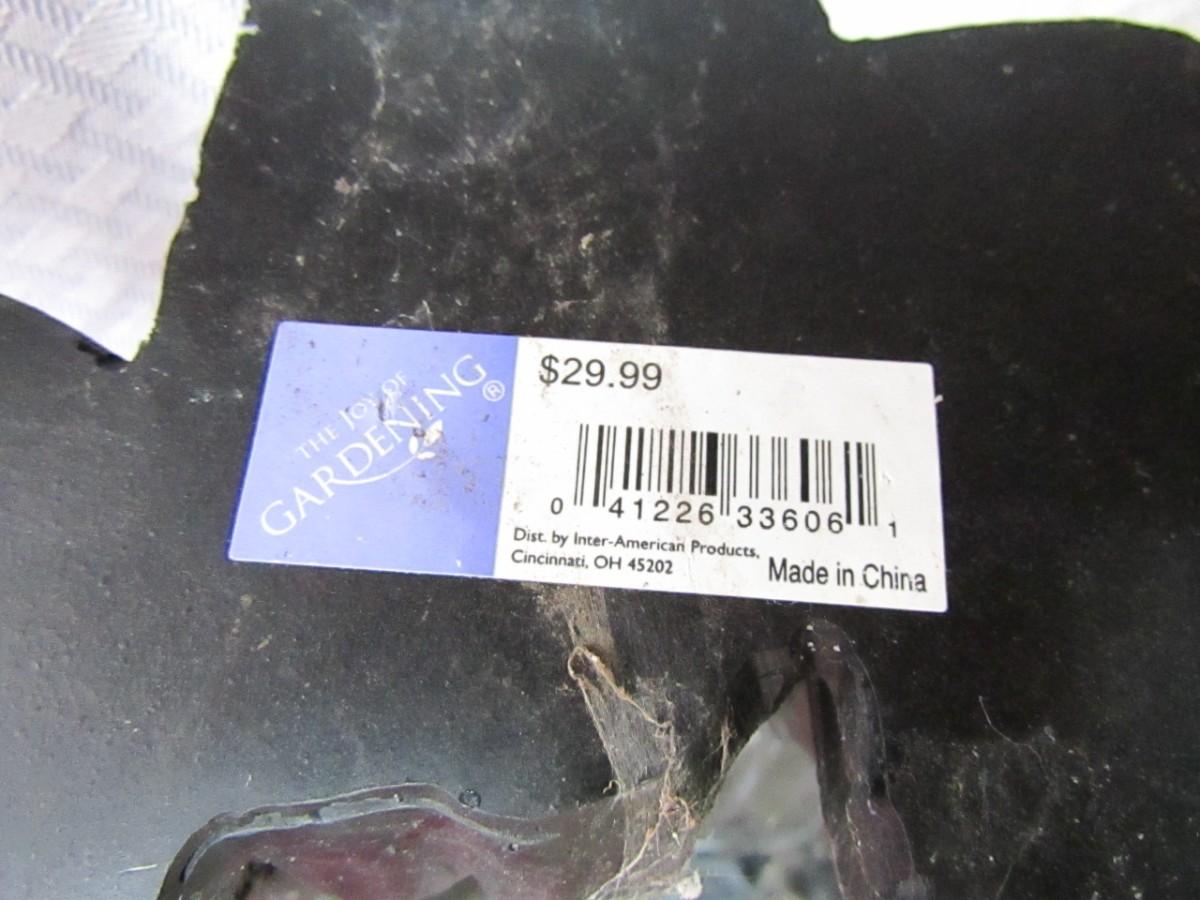 THE JOY OF
GARDENING®
$29.99
0 41226 33606 1
Dist. by Inter-American Products,
Cincinnati, OH 45202
Made in China